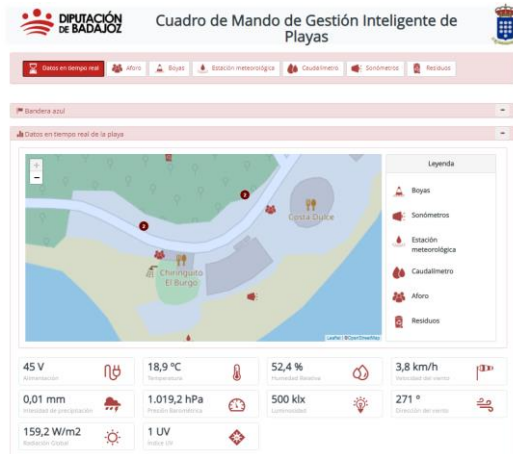 DIPUTACIÓN
DE BADAJOZ
Cuadro de Mando de Gestión Inteligente de
Playas
Datos en tiempo real
Aforo
Boyas
Estación meteorológica
Caudalímetro
Sonómetros
Residuos
Bandera azul
Datos en tiempo real de la playa
+
−
2
2
Costa Dulce
Chiringuito
El Burgo
Leaflet | © OpenStreetMap
Leyenda
Boyas
Sonómetros
Estación
meteorológica
Caudalímetro
Aforo
Residuos
45 V
Alimentación
18,9 ºC
Temperatura
52,4 %
Humedad Relativa
3,8 km/h
Velocidad del viento
0,01 mm
Intensidad de precipitación
1.019,2 hPa
Presión Barométrica
500 klx
Luminosidad
271 º
Dirección del viento
159,2 W/m2
Radiación Global
1 UV
Índice UV